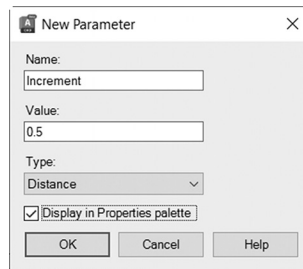 New Parameter
Name:
Increment
Value:
0.5
Type:
Distance
Display in Properties palette
OK
Cancel
Help